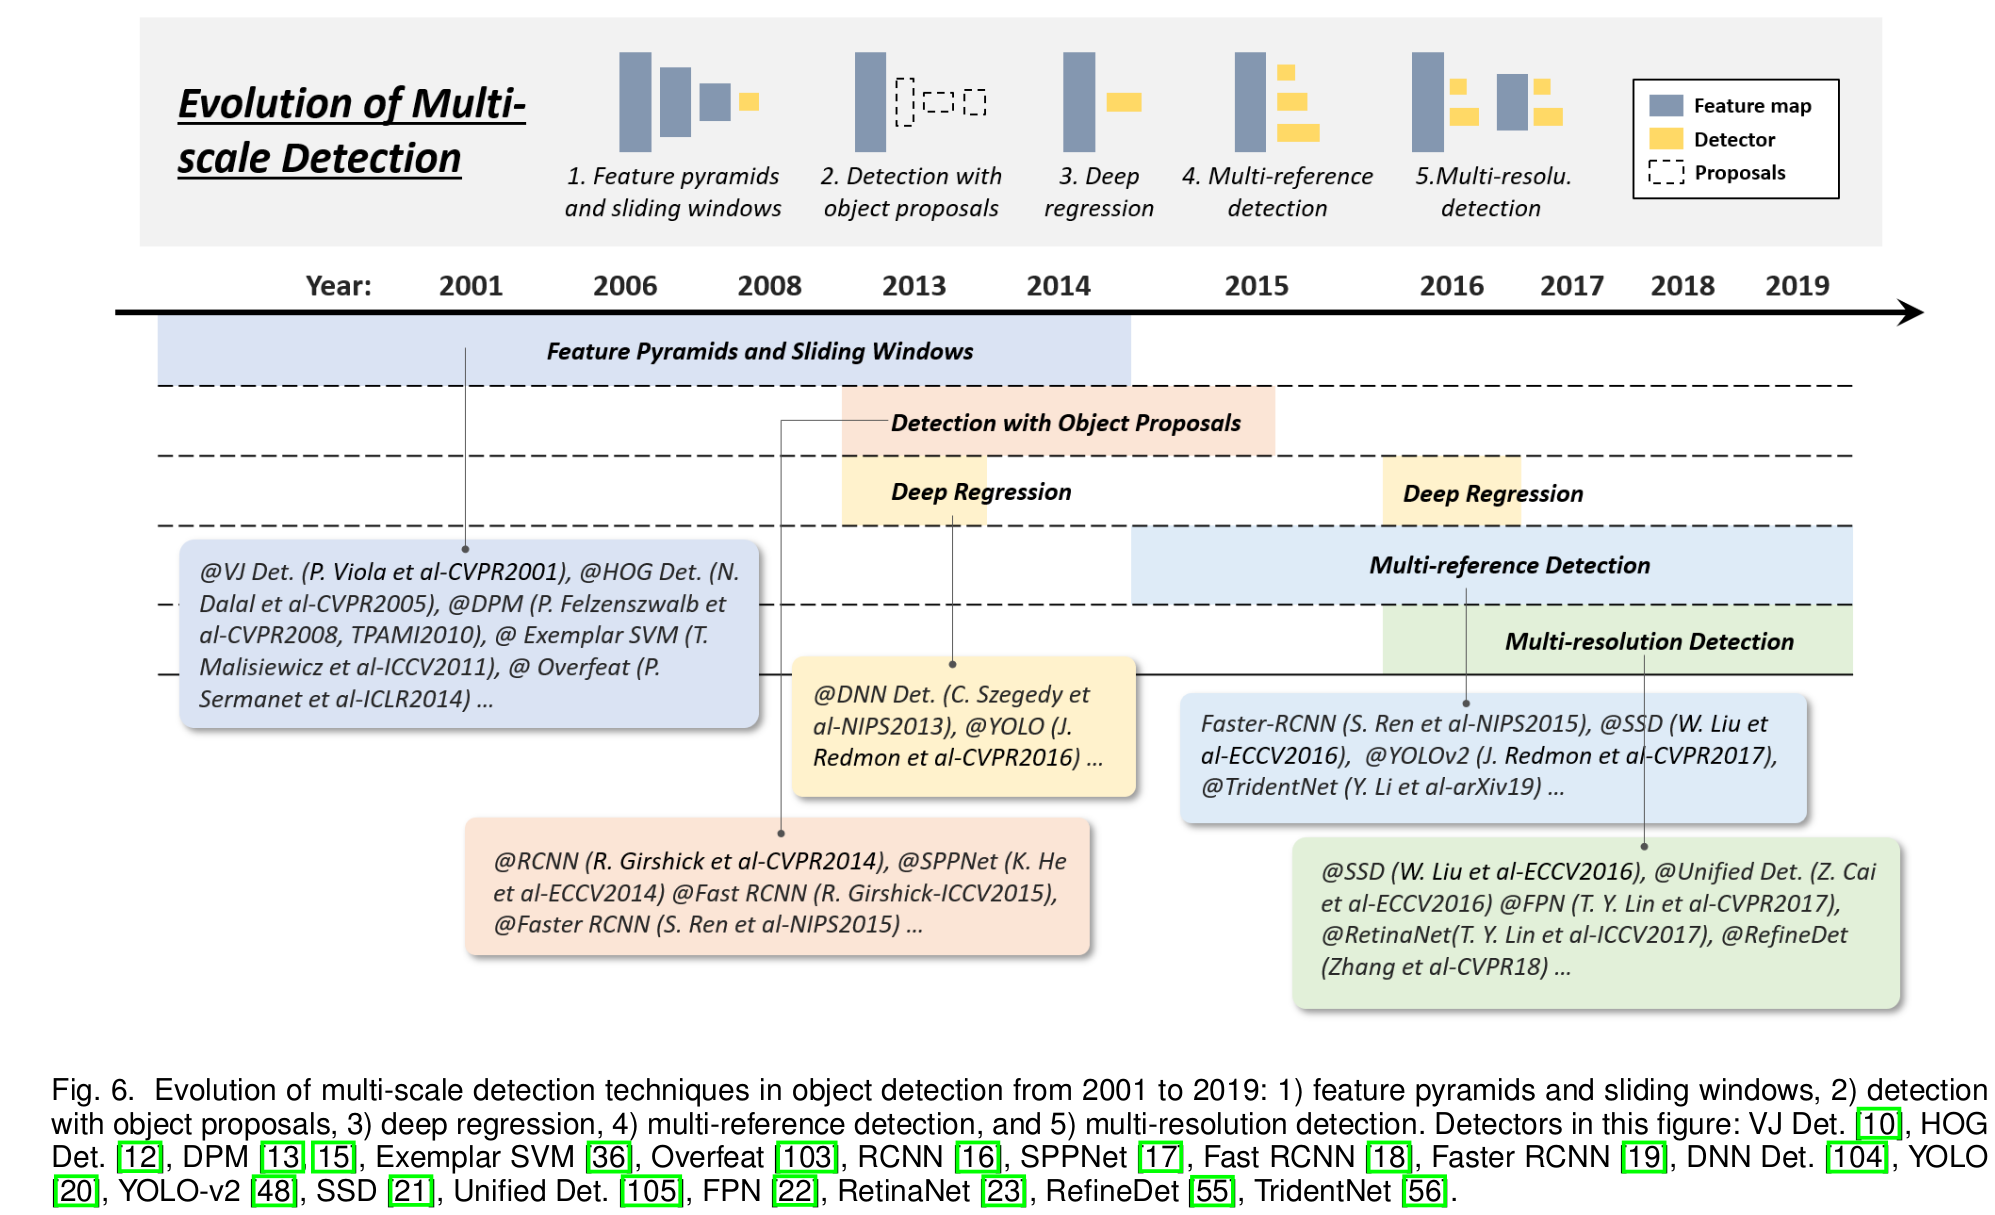 Evolution of Multi-
scale Detection
1. Feature pyramids
and sliding windows
2. Detection with
object proposals
3. Deep
regression
4. Multi-reference
detection
5.Multi-resolu.
detection
Feature map
Detector
Proposals
Year: 2001 2006 2008 2013 2014 2015 2016 2017 2018 2019
Feature Pyramids and Sliding Windows
Detection with Object Proposals
Deep Regression
Deep Regression
Multi-reference Detection
Multi-resolution Detection
@VJ Det. (P. Viola et al-CVPR2001), @HOG Det. (N.
Dalal et al-CVPR2005), @DPM (P. Felzenszwalb et
al-CVPR2008, TPAMI2010), @ Exemplar SVM (T.
Malisiewicz et al-ICCV2011), @ Overfeat (P.
Sermanet et al-ICLR2014) ...
@DNN Det. (C. Szegedy et
al-NIPS2013), @YOLO (J.
Redmon et al-CVPR2016) ...
Faster-RCNN (S. Ren et al-NIPS2015), @SSD (W. Liu et
al-ECCV2016), @YOLOv2 (J. Redmon et al-CVPR2017),
@TridentNet (Y. Li et al-arXiv19) ...
@RCNN (R. Girshick et al-CVPR2014), @SPPNet (K. He
et al-ECCV2014) @Fast RCNN (R. Girshick-ICCV2015),
@Faster RCNN (S. Ren et al-NIPS2015) ...
@SSD (W. Liu et al-ECCV2016), @Unified Det. (Z. Cai
et al-ECCV2016) @FPN (T. Y. Lin et al-CVPR2017),
@RetinaNet(T. Y. Lin et al-ICCV2017), @RefineDet
(Zhang et al-CVPR18) ...
Fig. 6. Evolution of multi-scale detection techniques in object detection from 2001 to 2019: 1) feature pyramids and sliding windows, 2) detection
with object proposals, 3) deep regression, 4) multi-reference detection, and 5) multi-resolution detection. Detectors in this figure: VJ Det. [10], HOG
Det. [12], DPM [13, 15], Exemplar SVM [36], Overfeat [103], RCNN [16], SPPNet [17], Fast RCNN [18], Faster RCNN [19], DNN Det. [104], YOLO
[20], YOLO-v2 [48], SSD [21], Unified Det. [105], FPN [22], RetinaNet [23], RefineDet [55], TridentNet [56].